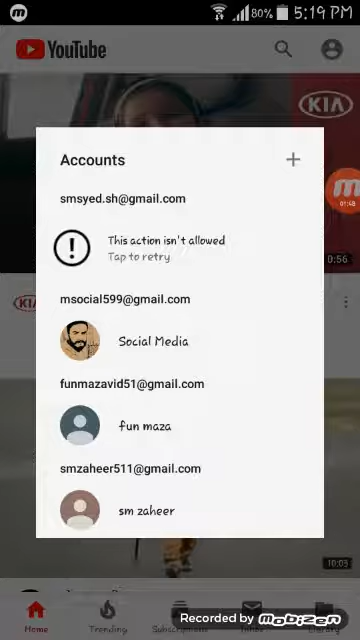 80% 5:19 PM
YouTube
KIA
Accounts
smsyed.sh@gmail.com
This action isn't allowed
Tap to retry
01:58
0:56
msocial599@gmail.com
Social Media
funmazavid51@gmail.com
fun maza
smzaheer511@gmail.com
sm zaheer
10:03
Home
Trending
Subscriptions
Recorded by Mobizen